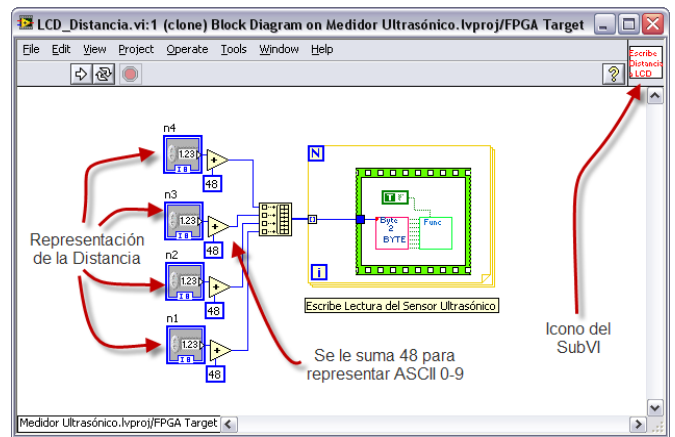 LCD_Distancia.vi:1 (clone) Block Diagram on Medidor Ultrasónico.lvproj/FPGA Target
File Edit View Project Operate Tools Window Help
Escribe
Distancia
a LCD
n4
1.23
I8
48
n3
1.23
I8
48
n2
1.23
I8
48
n1
1.23
I8
48
N
T F
Byte
2
BYTE
Func
i
Escribe Lectura del Sensor Ultrasónico
Representación
de la Distancia
Se le suma 48 para
representar ASCII 0-9
Icono del
SubVI
Medidor Ultrasónico.lvproj/FPGA Target